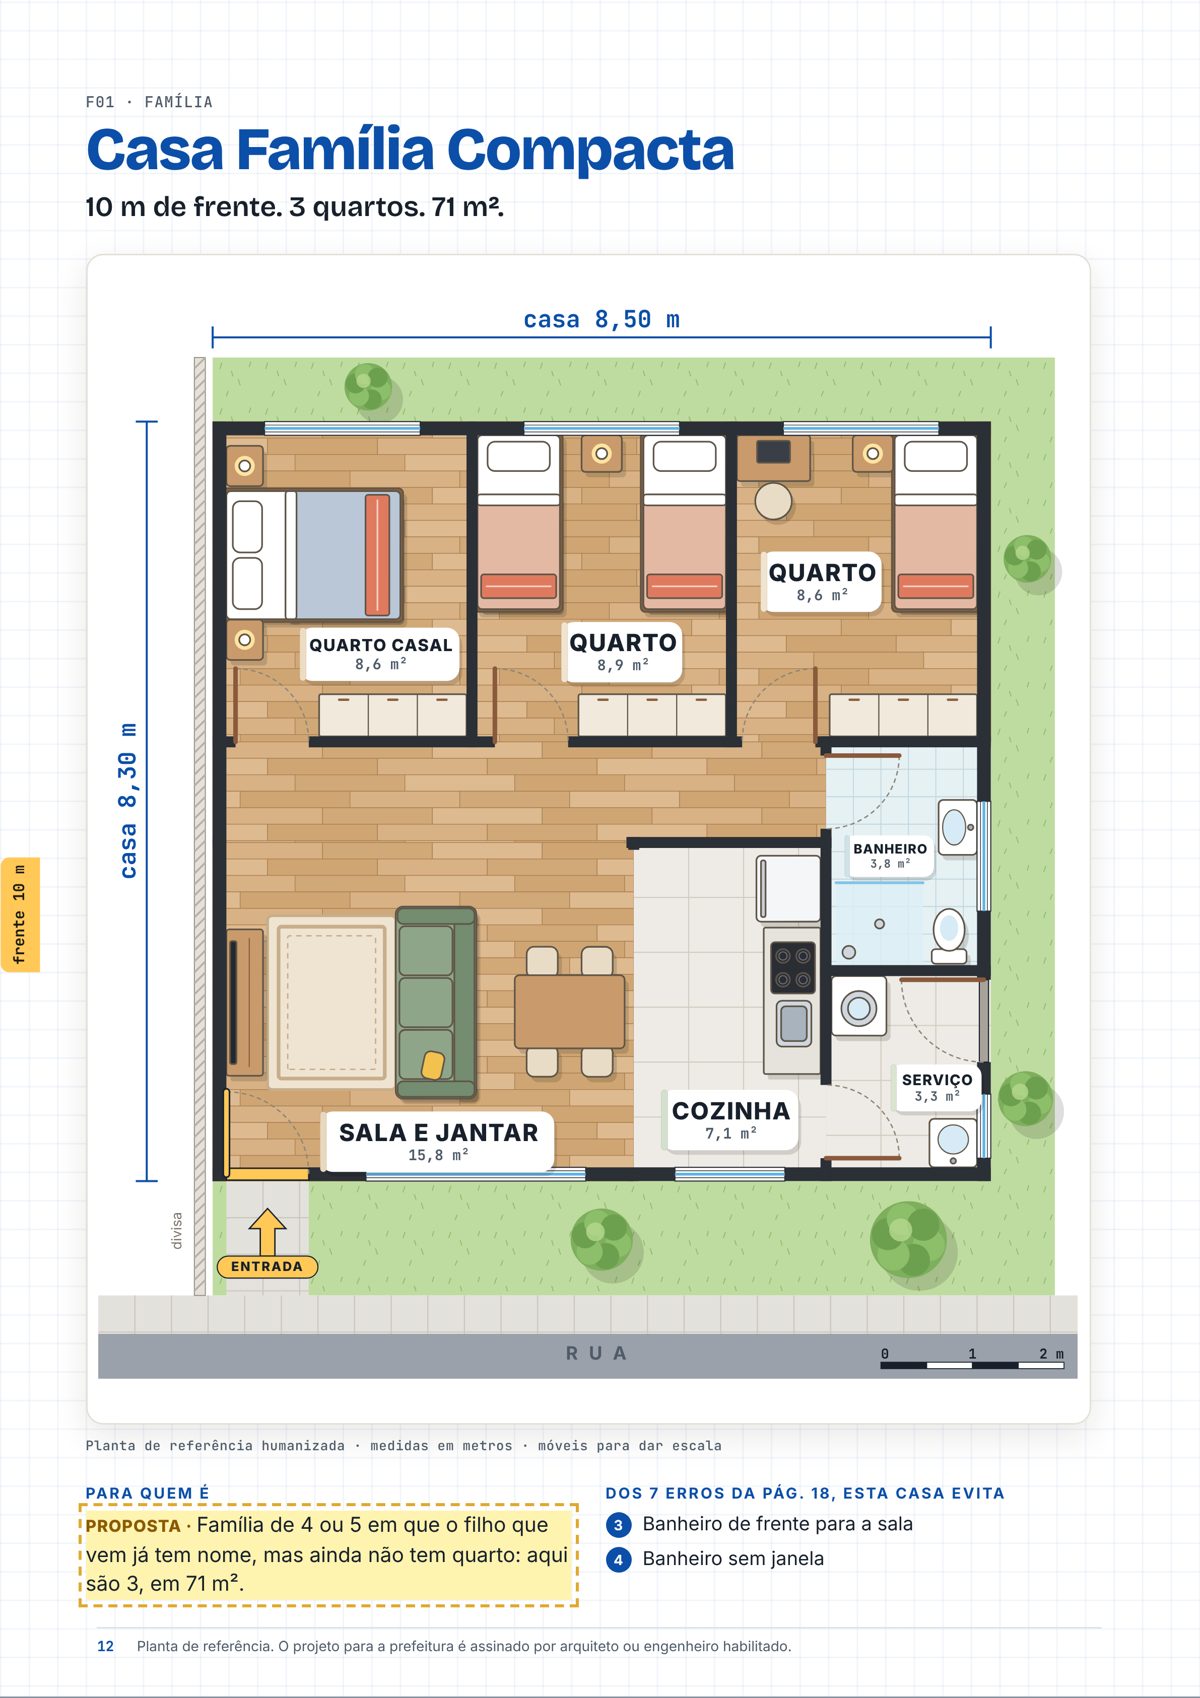 F01 · FAMÍLIA
Casa Família Compacta
10 m de frente. 3 quartos. 71 m².
casa 8,50 m
casa 8,30 m
frente 10 m
QUARTO CASAL
8,6 m²
QUARTO
8,9 m²
QUARTO
8,6 m²
BANHEIRO
3,8 m²
SERVIÇO
3,3 m²
COZINHA
7,1 m²
SALA E JANTAR
15,8 m²
divisa
ENTRADA
RUA
0 1 2 m
Planta de referência humanizada · medidas em metros · móveis para dar escala
PARA QUEM É
PROPOSTA · Família de 4 ou 5 em que o filho que
vem já tem nome, mas ainda não tem quarto: aqui
são 3, em 71 m².
DOS 7 ERROS DA PÁG. 18, ESTA CASA EVITA
3 Banheiro de frente para a sala
4 Banheiro sem janela
12 Planta de referência. O projeto para a prefeitura é assinado por arquiteto ou engenheiro habilitado.